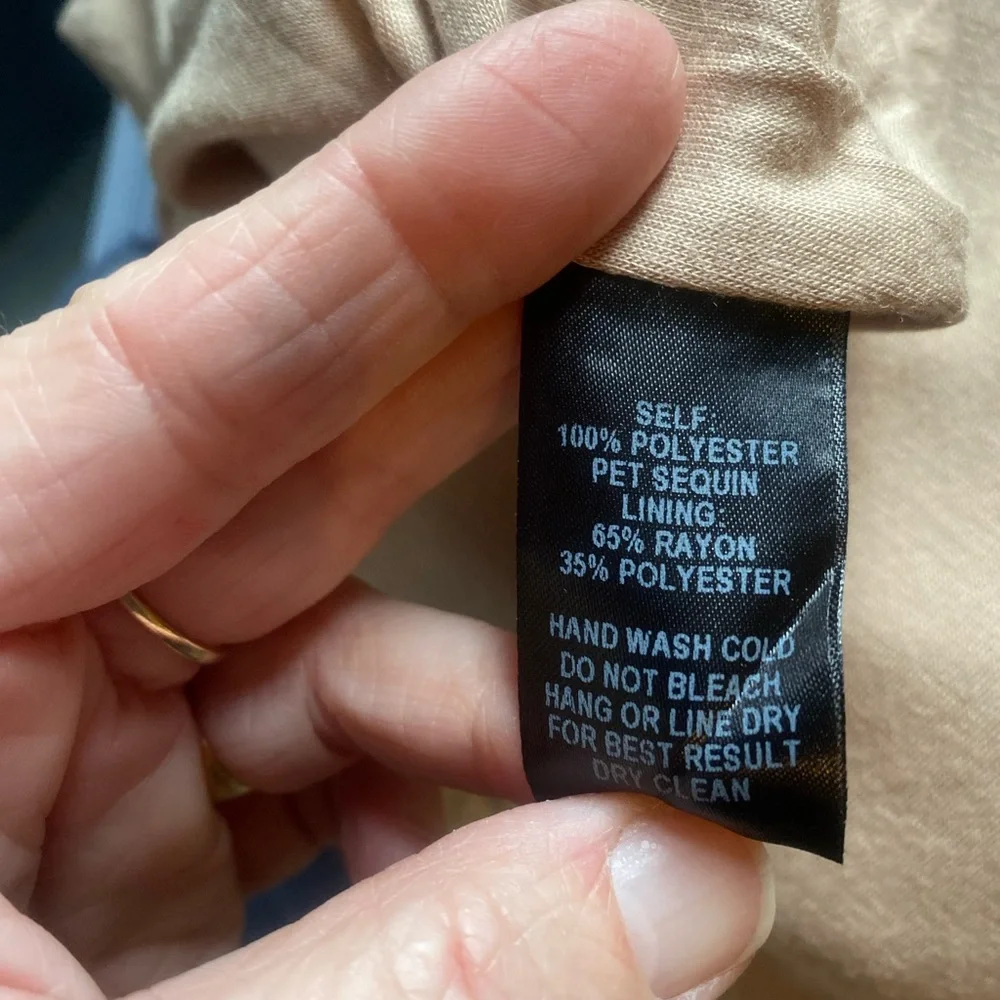 SELF:
100% POLYESTER
PET SEQUIN
LINING:
65% RAYON
35% POLYESTER
HAND WASH COLD
DO NOT BLEACH
HANG OR LINE DRY
FOR BEST RESULT
DRY CLEAN